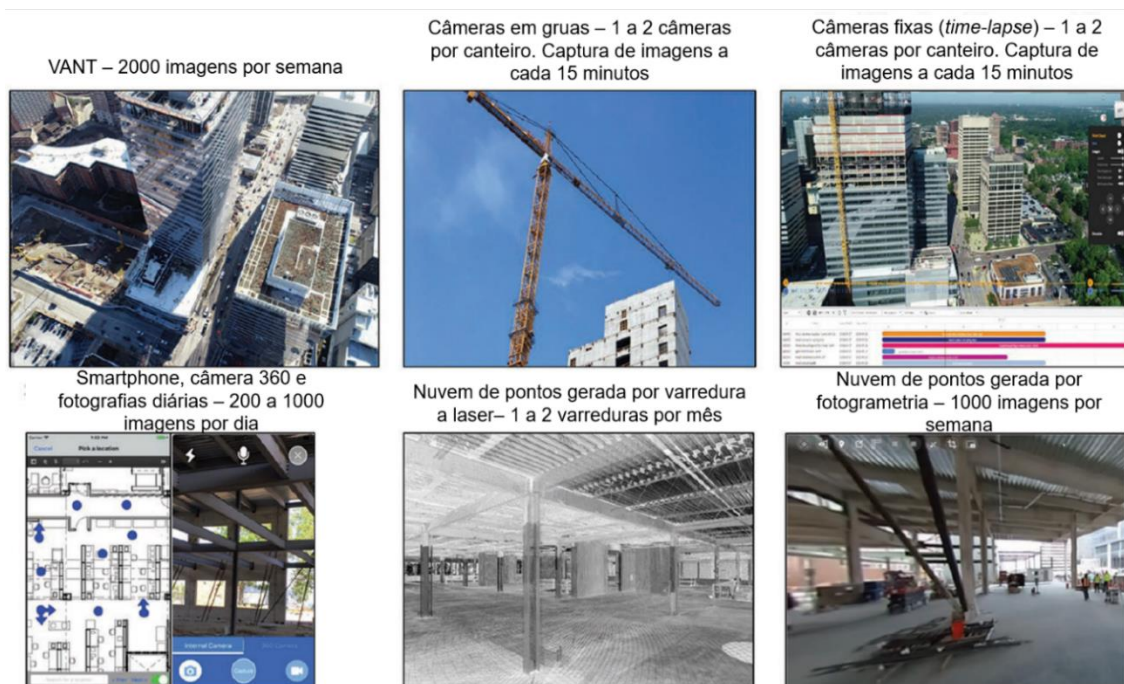 VANT – 2000 imagens por semana
Câmeras em gruas – 1 a 2 câmeras
por canteiro. Captura de imagens a
cada 15 minutos
Câmeras fixas (time-lapse) – 1 a 2
câmeras por canteiro. Captura de
imagens a cada 15 minutos
Smartphone, câmera 360 e
fotografias diárias – 200 a 1000
imagens por dia
Cancel Pick a location
Internal Camera
Nuvem de pontos gerada por varredura
a laser– 1 a 2 varreduras por mês
Nuvem de pontos gerada por
fotogrametria – 1000 imagens por
semana